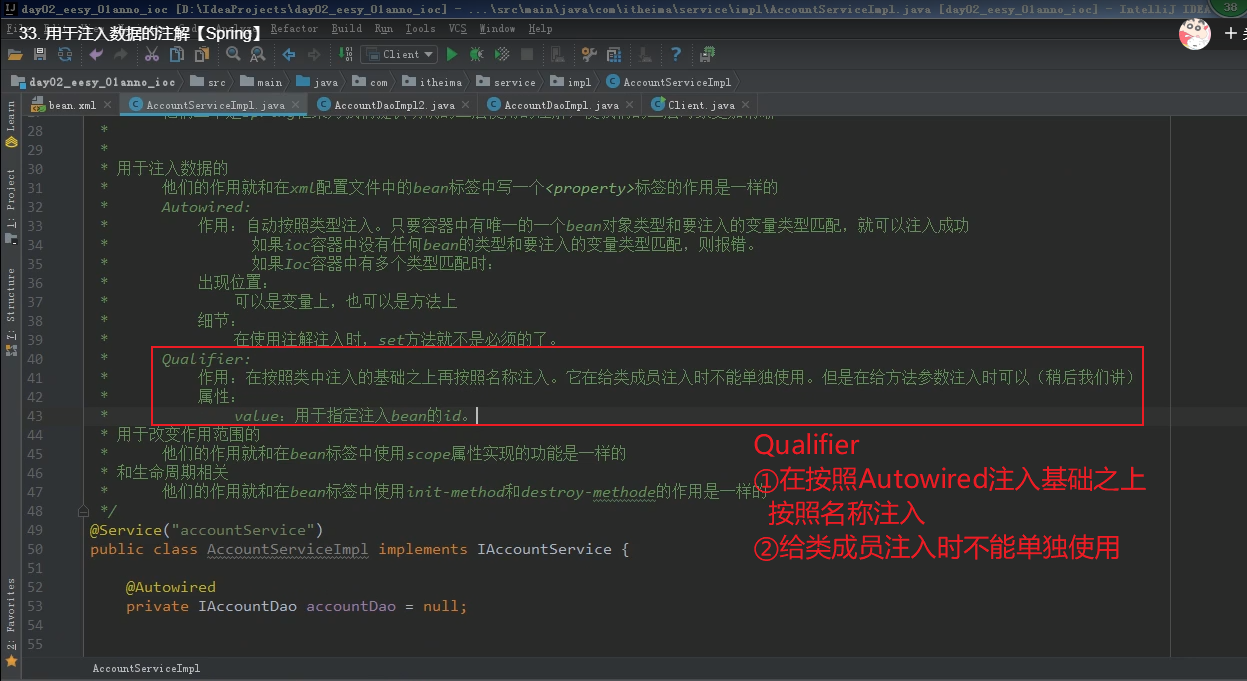 day02_eesy_01anno_ioc [D:\IdeaProjects\day02_eesy_01anno_ioc] - ...\src\main\java\com\itheima\service\impl\AccountServiceImpl.java [day02_eesy_01anno_ioc] - IntelliJ IDEA
38
33. 用于注入数据的注解【Spring】
Refactor Build Run Tools VCS Window Help
Client
day02_eesy_01anno_ioc src main java com itheima service impl AccountServiceImpl
bean.xml AccountServiceImpl.java AccountDaoImpl2.java AccountDaoImpl.java Client.java
Learn
1: Project
7: Structure
2: Favorites
28 *
29 *
30 * 用于注入数据的
31 * 他们的作用就和在xml配置文件中的bean标签中写一个<property>标签的作用是一样的
32 * Autowired:
33 * 作用：自动按照类型注入。只要容器中有唯一的一个bean对象类型和要注入的变量类型匹配，就可以注入成功
34 * 如果ioc容器中没有任何bean的类型和要注入的变量类型匹配，则报错。
35 * 如果Ioc容器中有多个类型匹配时：
36 * 出现位置：
37 * 可以是变量上，也可以是方法上
38 * 细节：
39 * 在使用注解注入时，set方法就不是必须的了。
40 * Qualifier:
41 * 作用：在按照类中注入的基础之上再按照名称注入。它在给类成员注入时不能单独使用。但是在给方法参数注入时可以（稍后我们讲）
42 * 属性：
43 * value：用于指定注入bean的id。
44 * 用于改变作用范围的
45 * 他们的作用就和在bean标签中使用scope属性实现的功能是一样的
46 * 和生命周期相关
47 * 他们的作用就和在bean标签中使用init-method和destroy-methode的作用是一样的
48 */
49 @Service("accountService")
50 public class AccountServiceImpl implements IAccountService {
51
52 @Autowired
53 private IAccountDao accountDao = null;
54
55
Qualifier
①在按照Autowired注入基础之上
按照名称注入
②给类成员注入时不能单独使用
AccountServiceImpl